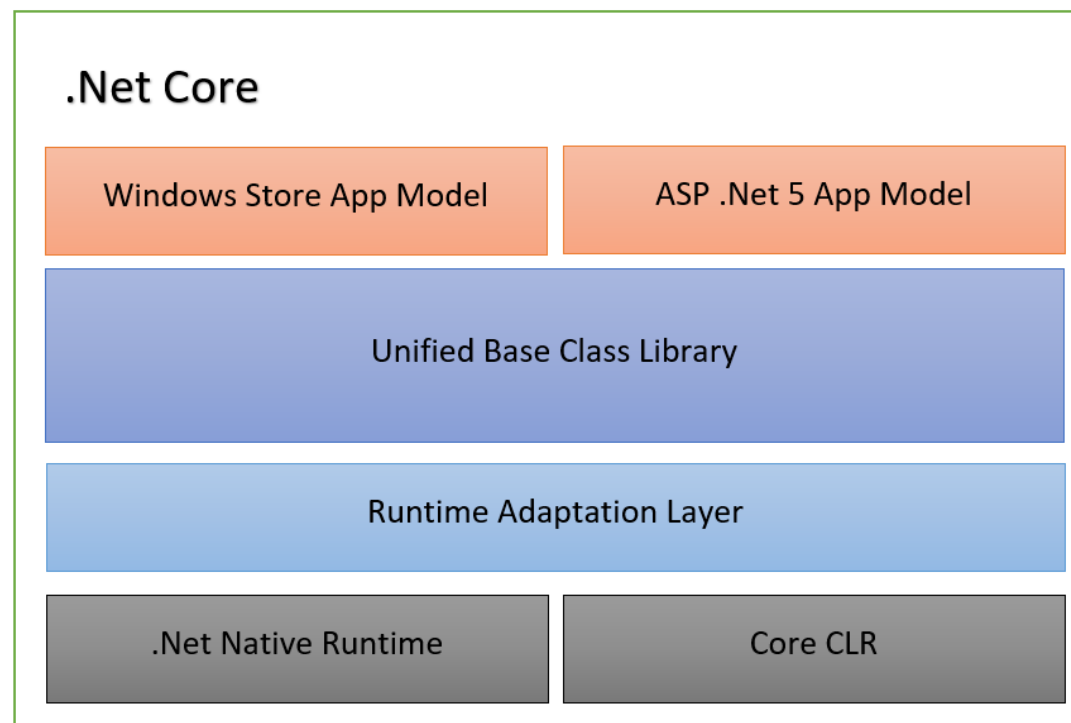 .Net Core
Windows Store App Model
ASP .Net 5 App Model
Unified Base Class Library
Runtime Adaptation Layer
.Net Native Runtime
Core CLR